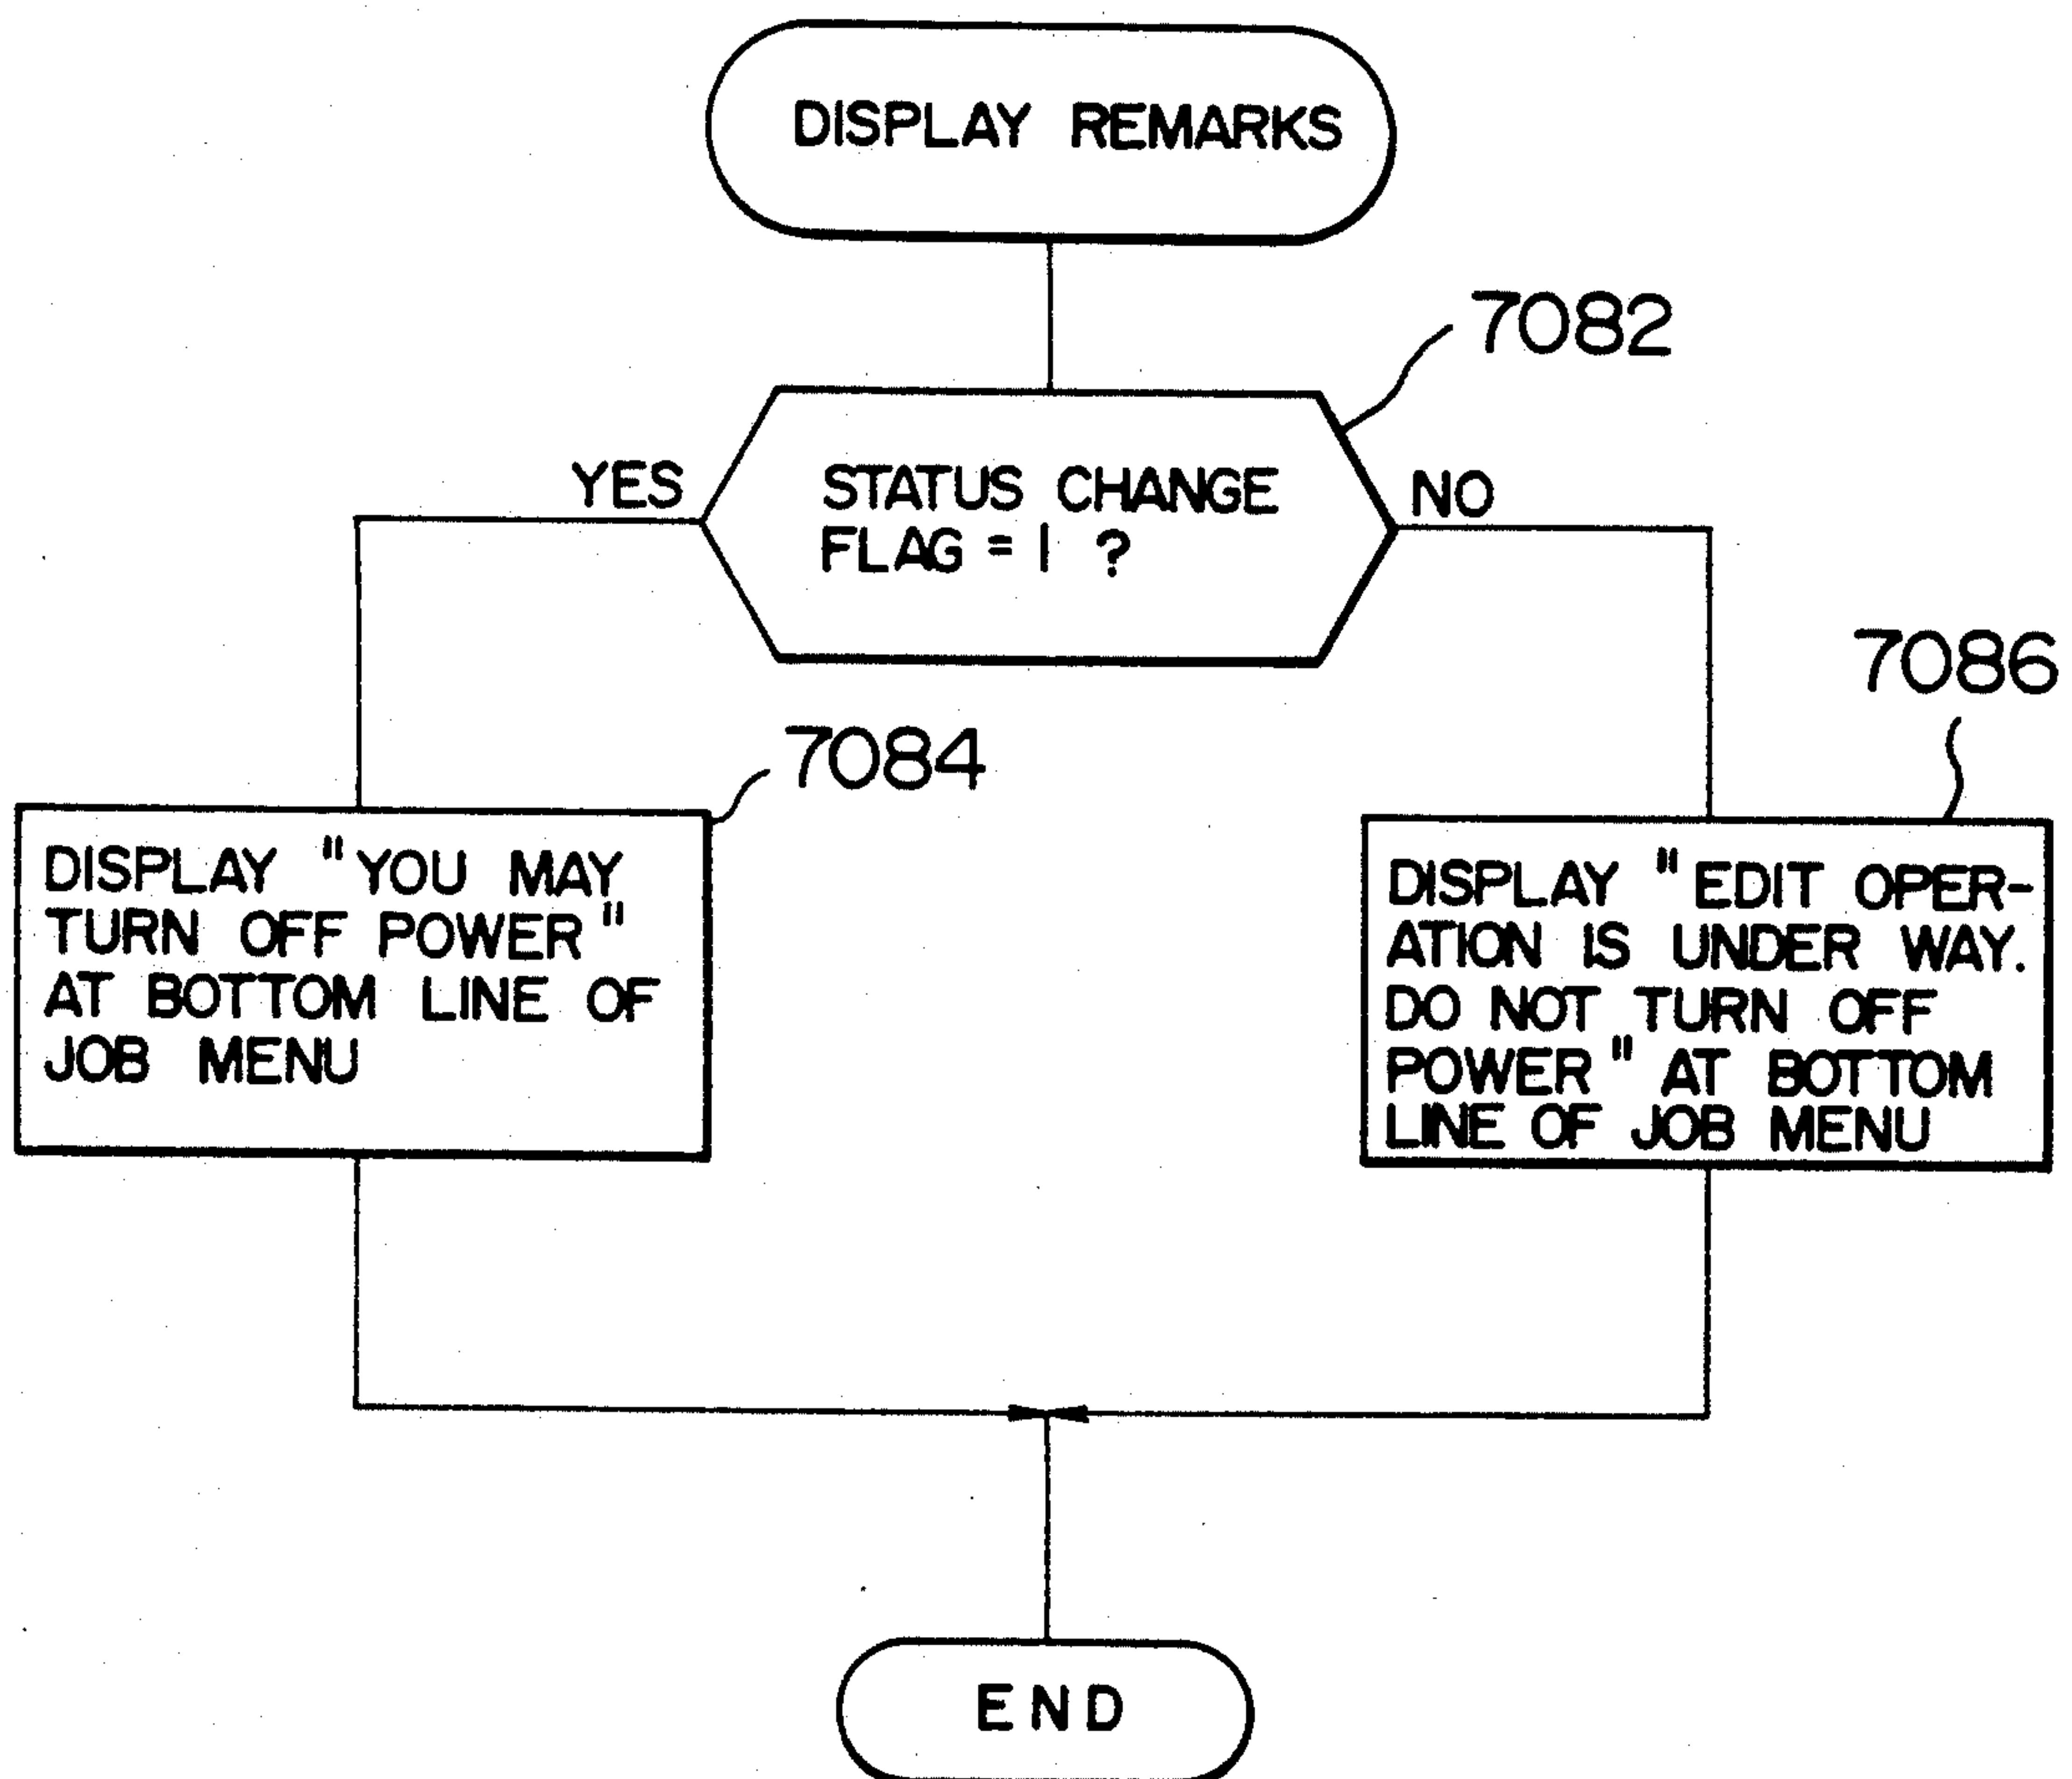 DISPLAY REMARKS
7082
YES
STATUS CHANGE
FLAG = 1 ?
NO
7084
DISPLAY "YOU MAY
TURN OFF POWER"
AT BOTTOM LINE OF
JOB MENU
7086
DISPLAY "EDIT OPER-
ATION IS UNDER WAY.
DO NOT TURN OFF
POWER" AT BOTTOM
LINE OF JOB MENU
END